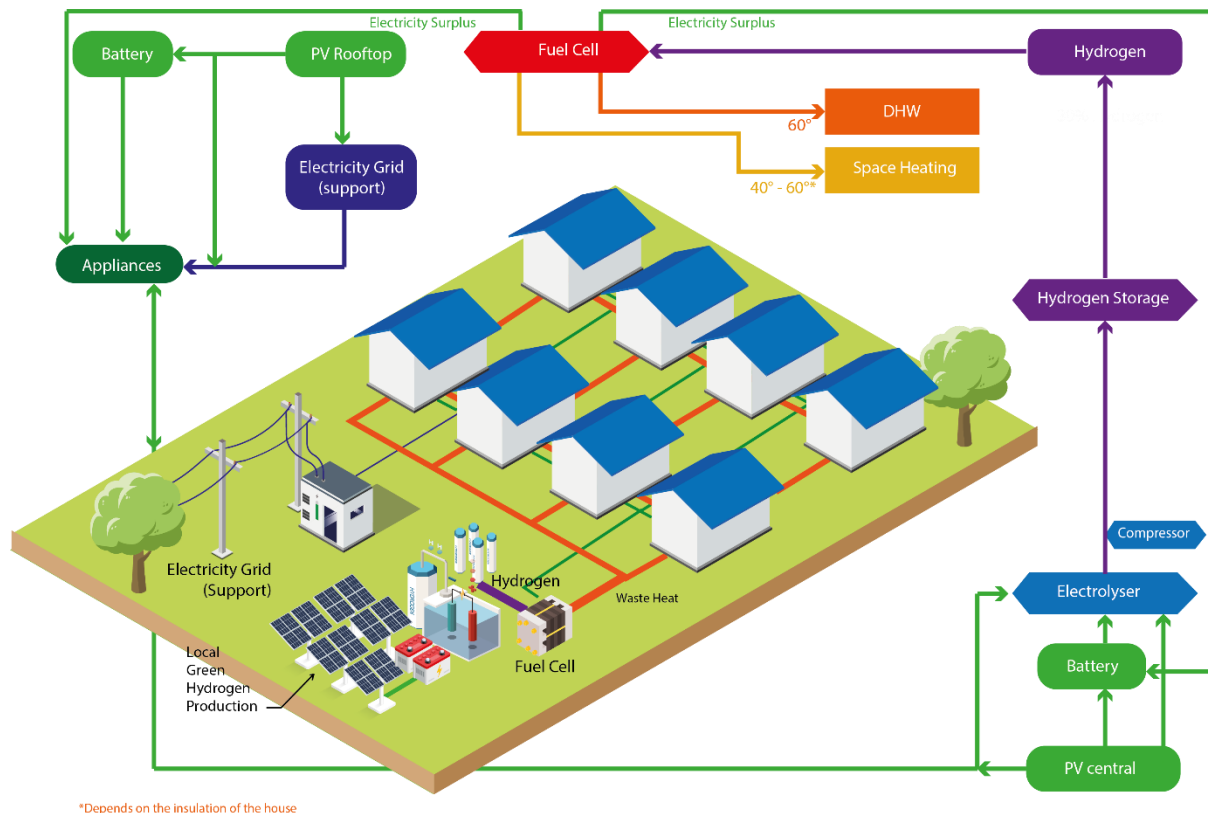 Electricity Surplus
Electricity Surplus
Battery
PV Rooftop
Fuel Cell
Hydrogen
DHW
60°
Electricity Grid
(support)
Space Heating
40° - 60°*
Appliances
Hydrogen Storage
Compressor
Electricity Grid
(Support)
Hydrogen
HYDROGEN
Electrolyser
Waste Heat
Fuel Cell
Local
Green
Hydrogen
Production
Battery
PV central
*Depends on the insulation of the house